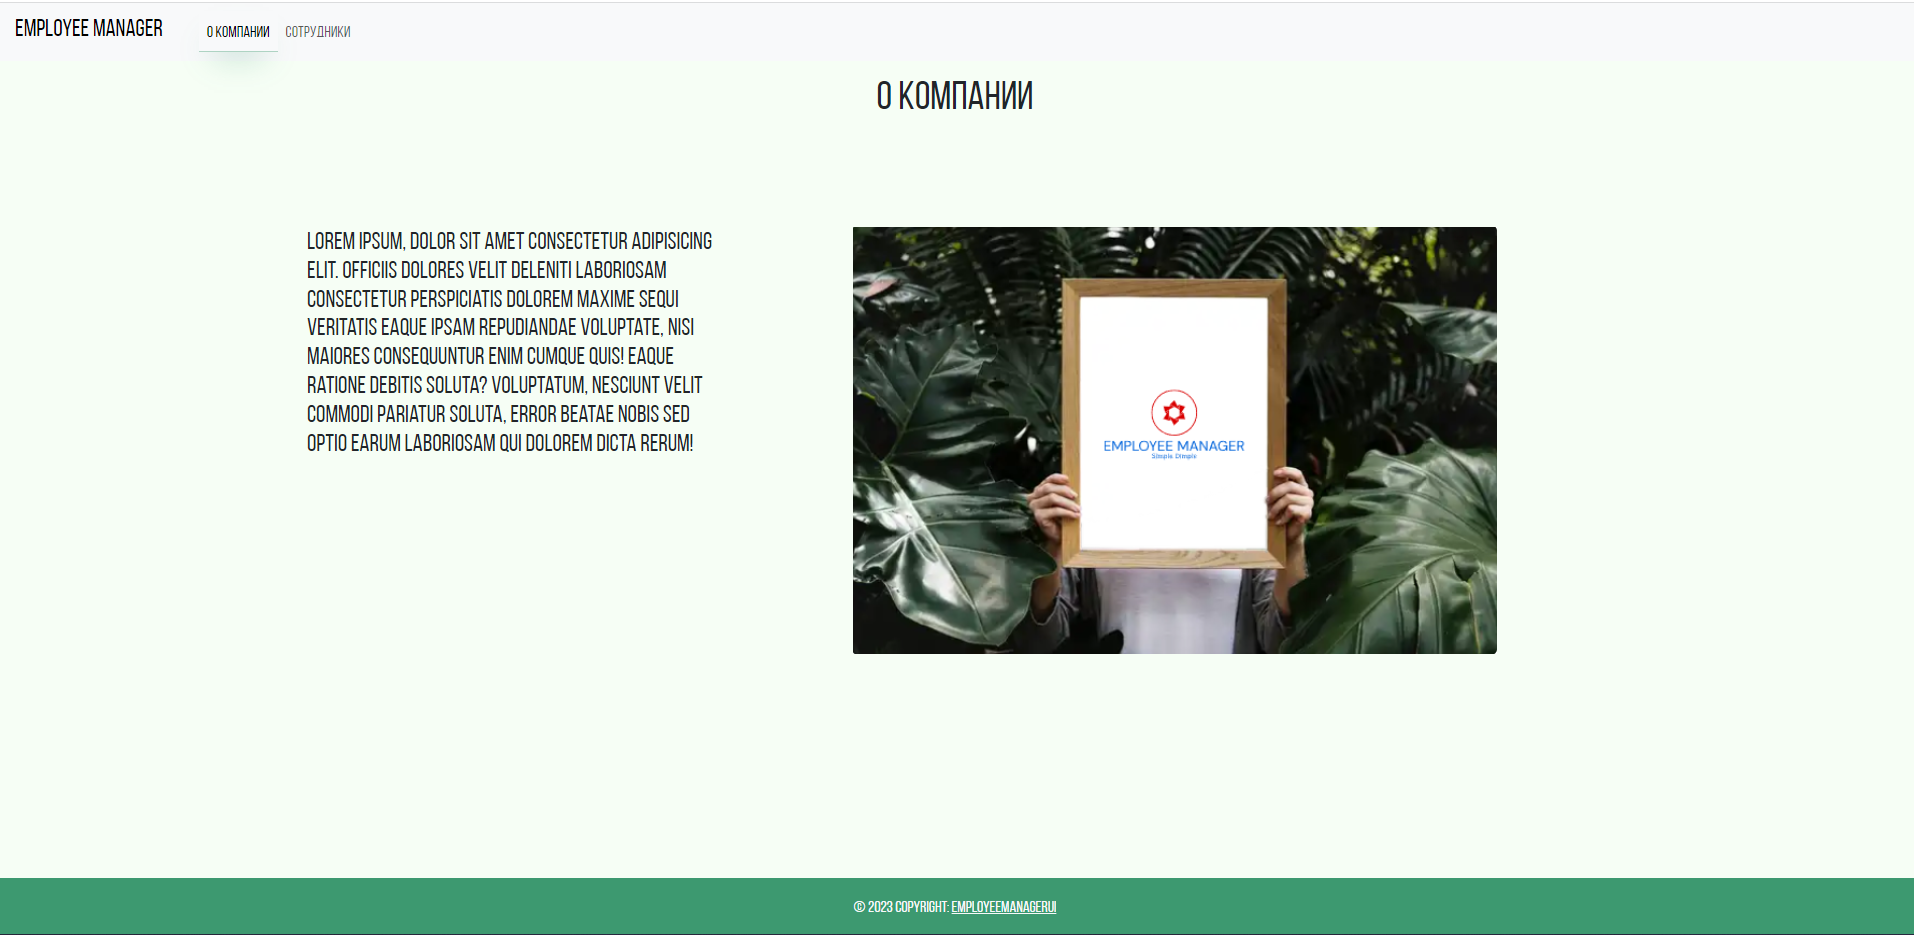 EMPLOYEE MANAGER
О КОМПАНИИ
СОТРУДНИКИ
О КОМПАНИИ
LOREM IPSUM, DOLOR SIT AMET CONSECTETUR ADIPISICING
ELIT. OFFICIIS DOLORES VELIT DELENITI LABORIOSAM
CONSECTETUR PERSPICIATIS DOLOREM MAXIME SEQUI
VERITATIS EAQUE IPSAM REPUDIANDAE VOLUPTATE, NISI
MAIORES CONSEQUUNTUR ENIM CUMQUE QUIS! EAQUE
RATIONE DEBITIS SOLUTA? VOLUPTATUM, NESCIUNT VELIT
COMMODI PARIATUR SOLUTA, ERROR BEATAE NOBIS SED
OPTIO EARUM LABORIOSAM QUI DOLOREM DICTA RERUM!
EMPLOYEE MANAGER
Simple Dimple
© 2023 COPYRIGHT: EMPLOYEEMANAGERUI